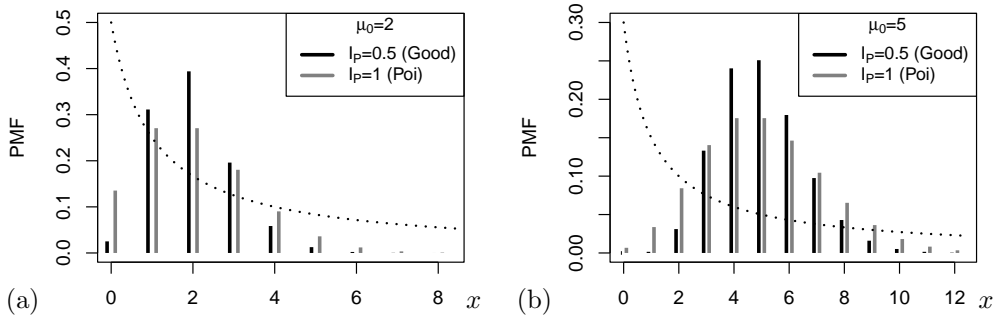 μ0=2
IP=0.5 (Good)
IP=1 (Poi)
PMF
0.0 0.1 0.2 0.3 0.4 0.5
0 2 4 6 8
x
(a)
μ0=5
IP=0.5 (Good)
IP=1 (Poi)
PMF
0.00 0.10 0.20 0.30
0 2 4 6 8 10 12
x
(b)